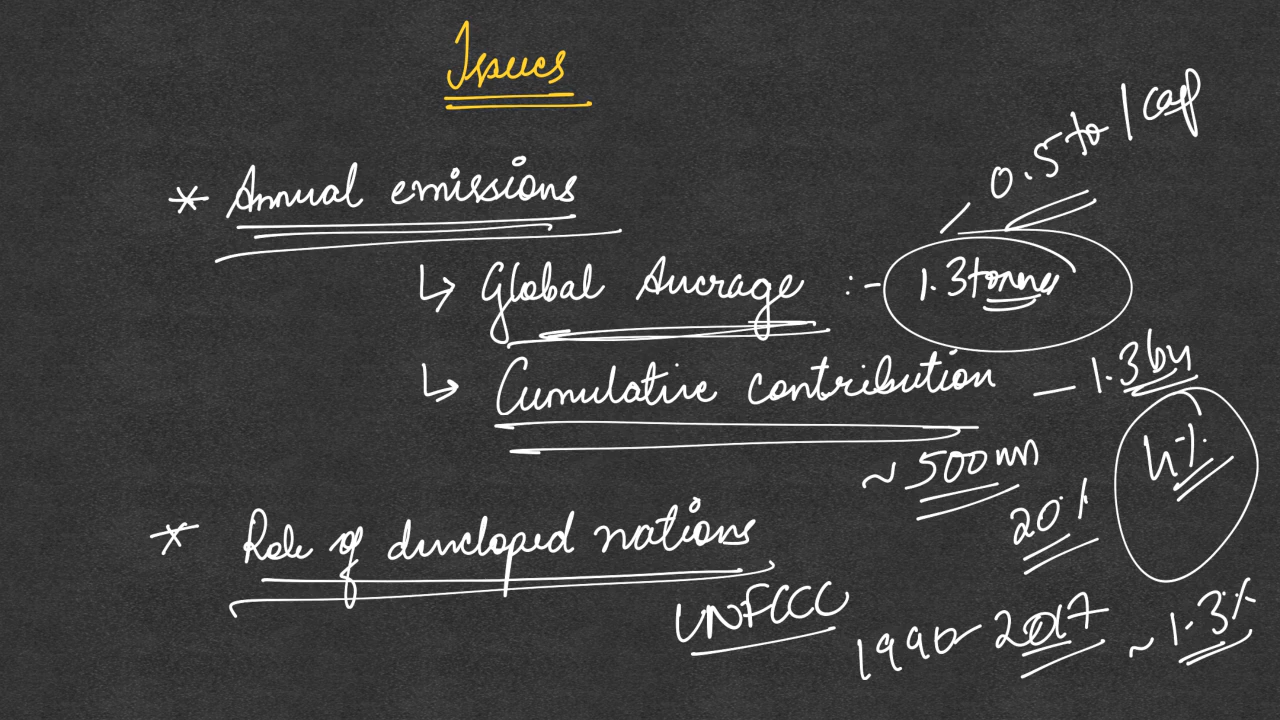 Issues
0.5 to 1 cap
* Annual emissions
↳ Global Average :- 1.3 tonnes
↳ Cumulative contribution – 1.3 bn
~ 500 mn
4%
20%
* Role of developed nations
UNFCCC
1990 – 2017 ~ 1.3%